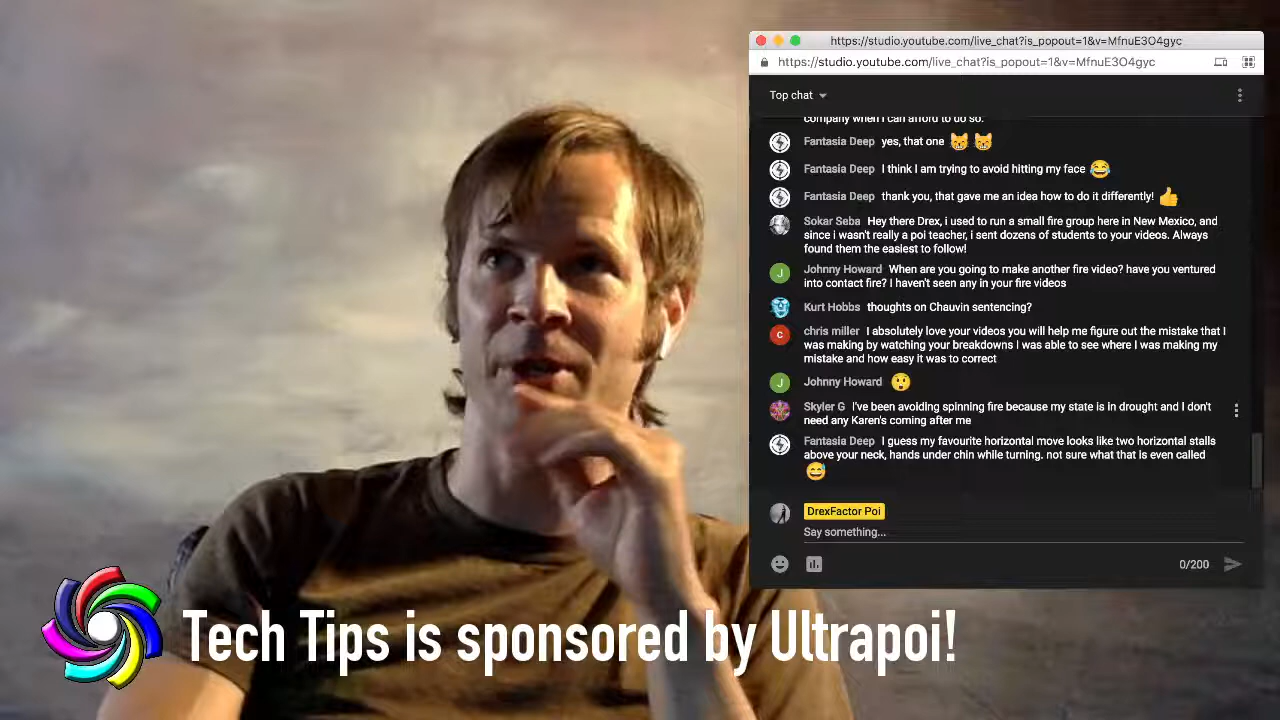 https://studio.youtube.com/live_chat?is_popout=1&v=MfnuE3O4gyc
https://studio.youtube.com/live_chat?is_popout=1&v=MfnuE3O4gyc
Top chat
company when I can afford to do so.
Fantasia Deep yes, that one 😸 😸
Fantasia Deep I think I am trying to avoid hitting my face 😂
Fantasia Deep thank you, that gave me an idea how to do it differently! 👍
Sokar Seba Hey there Drex, i used to run a small fire group here in New Mexico, and
since i wasn't really a poi teacher, i sent dozens of students to your videos. Always
found them the easiest to follow!
J Johnny Howard When are you going to make another fire video? have you ventured
into contact fire? I haven't seen any in your fire videos
Kurt Hobbs thoughts on Chauvin sentencing?
c chris miller I absolutely love your videos you will help me figure out the mistake that I
was making by watching your breakdowns I was able to see where I was making my
mistake and how easy it was to correct
J Johnny Howard 😲
Skyler G I've been avoiding spinning fire because my state is in drought and I don't
need any Karen's coming after me
Fantasia Deep I guess my favourite horizontal move looks like two horizontal stalls
above your neck, hands under chin while turning. not sure what that is even called
😅
DrexFactor Poi
Say something...
0/200
Tech Tips is sponsored by Ultrapoi!